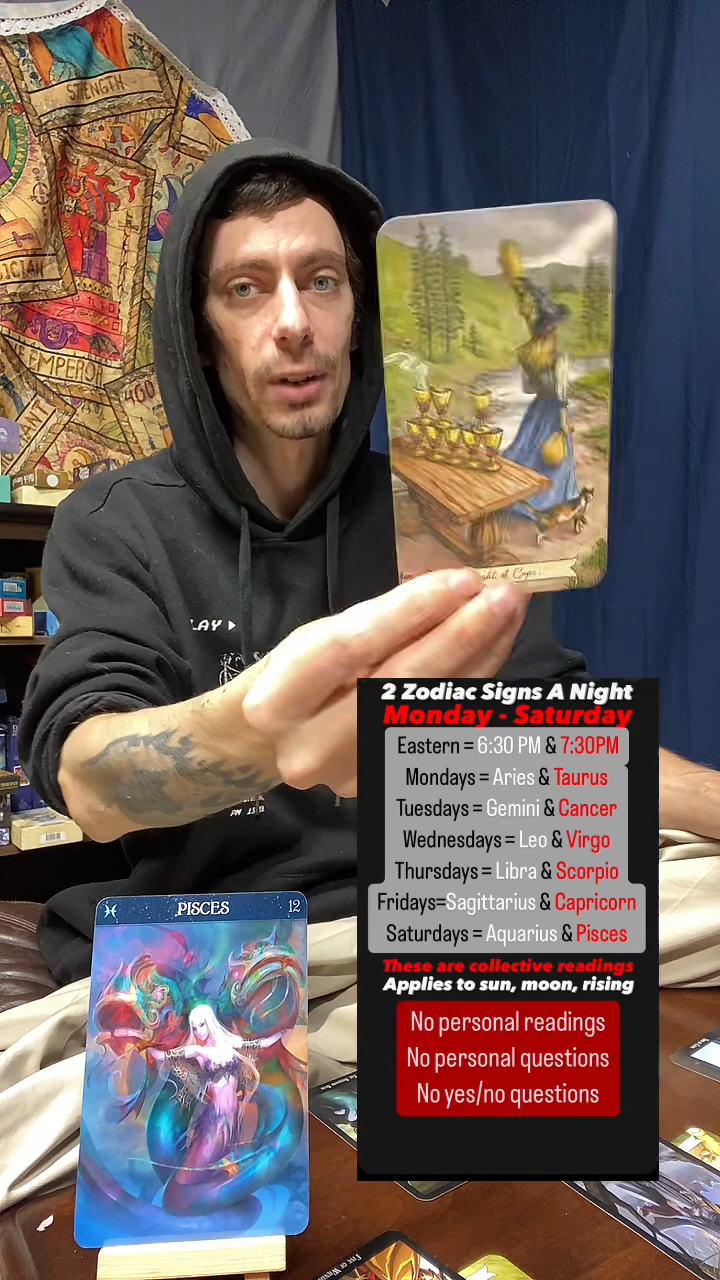 STRENGTH
EMPEROR
LAY ▶
PM
2 Zodiac Signs A Night
Monday - Saturday
Eastern = 6:30 PM & 7:30PM
Mondays = Aries & Taurus
Tuesdays = Gemini & Cancer
Wednesdays = Leo & Virgo
Thursdays = Libra & Scorpio
Fridays=Sagittarius & Capricorn
Saturdays = Aquarius & Pisces
These are collective readings
Applies to sun, moon, rising
No personal readings
No personal questions
No yes/no questions
♓ PISCES 12